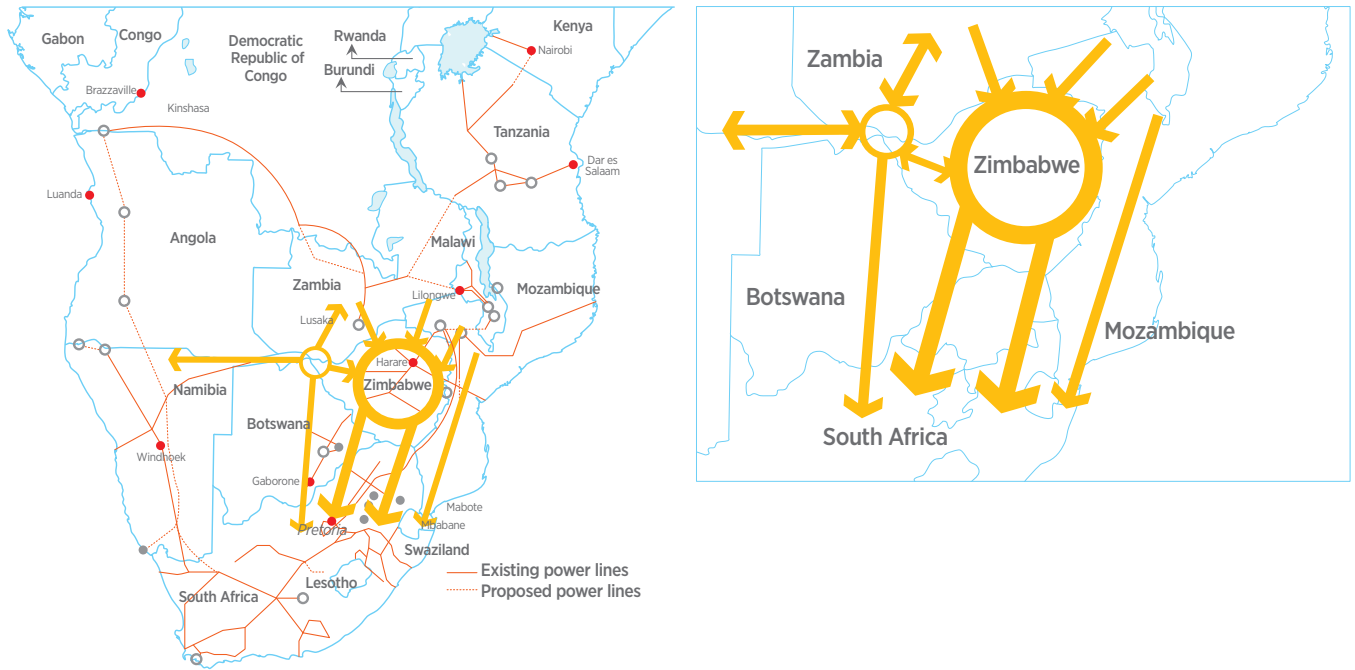 Gabon
Congo
Democratic
Republic of
Congo
Rwanda
Burundi
Kenya
Nairobi
Brazzaville
Kinshasa
Tanzania
Dar es
Salaam
Luanda
Angola
Malawi
Zambia
Lilongwe
Mozambique
Lusaka
Harare
Zimbabwe
Namibia
Botswana
Windhoek
Gaborone
Mabote
Pretoria
Mbabane
Swaziland
Existing power lines
Lesotho
Proposed power lines
South Africa
Zambia
Zimbabwe
Botswana
Mozambique
South Africa